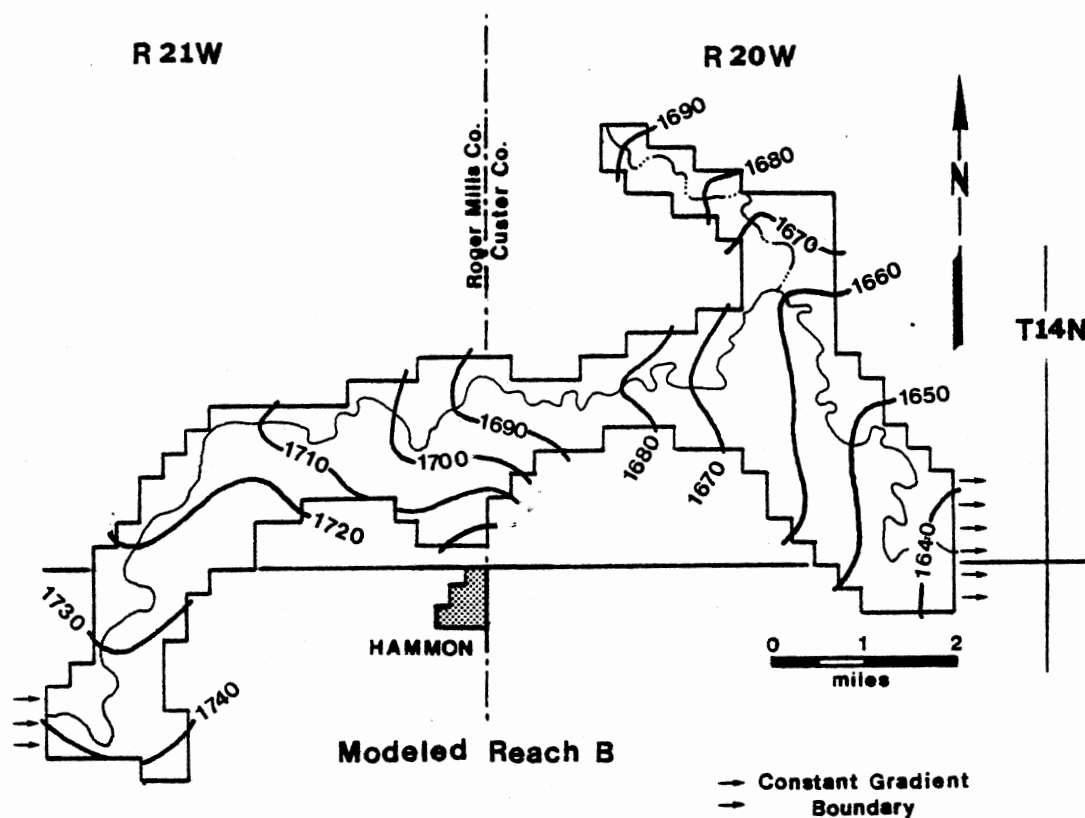 R 21W
R 20W
Roger Mills Co.
Custer Co.
1690
1680
N
1670
1660
T14N
1650
1690
1710
1700
1680
1670
1720
1640
1730
HAMMON
0 1 2
miles
1740
Modeled Reach B
Constant Gradient
Boundary